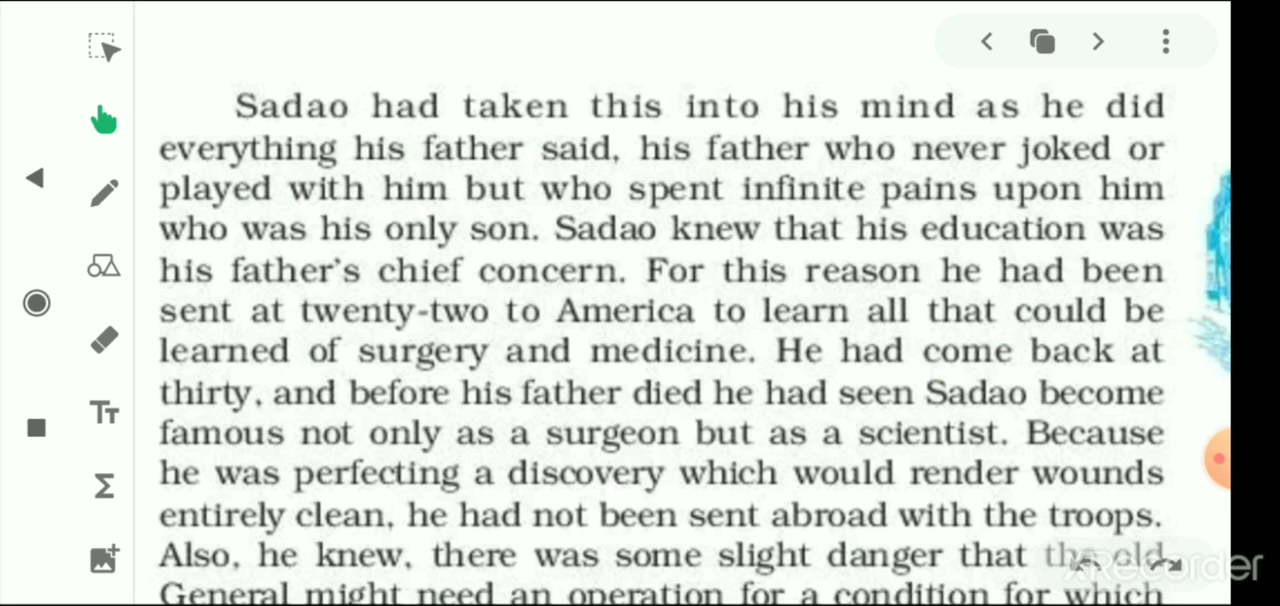 Sadao had taken this into his mind as he did
everything his father said, his father who never joked or
played with him but who spent infinite pains upon him
who was his only son. Sadao knew that his education was
his father's chief concern. For this reason he had been
sent at twenty-two to America to learn all that could be
learned of surgery and medicine. He had come back at
thirty, and before his father died he had seen Sadao become
famous not only as a surgeon but as a scientist. Because
he was perfecting a discovery which would render wounds
entirely clean, he had not been sent abroad with the troops.
Also, he knew, there was some slight danger that the old
General might need an operation for a condition for which
XRecorder
Tт
Σ